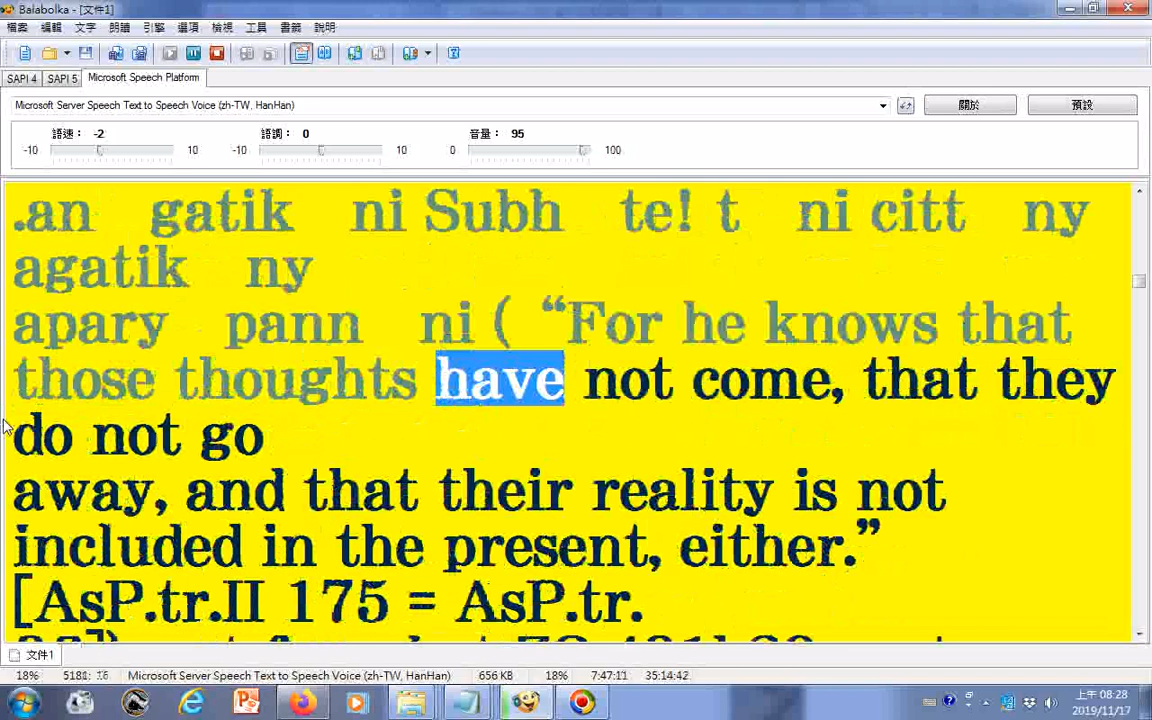 Balabolka - [文件1]
檔案 編輯 文字 朗讀 引擎 選項 檢視 工具 書籤 說明
SAPI 4 SAPI 5 Microsoft Speech Platform
Microsoft Server Speech Text to Speech Voice (zh-TW, HanHan) 關於 預設
語速： -2 語調： 0 音量： 95
-10 10 -10 10 0 100
.an gatik ni Subh te! t ni citt ny
agatik ny
apary pann ni ( “For he knows that
those thoughts have not come, that they
do not go
away, and that their reality is not
included in the present, either.”
[AsP.tr.II 175 = AsP.tr.
文件1
18% 5181: 16 Microsoft Server Speech Text to Speech Voice (zh-TW, HanHan) 656 KB 18% 7:47:11 35:14:42
上午 08:28
2019/11/17